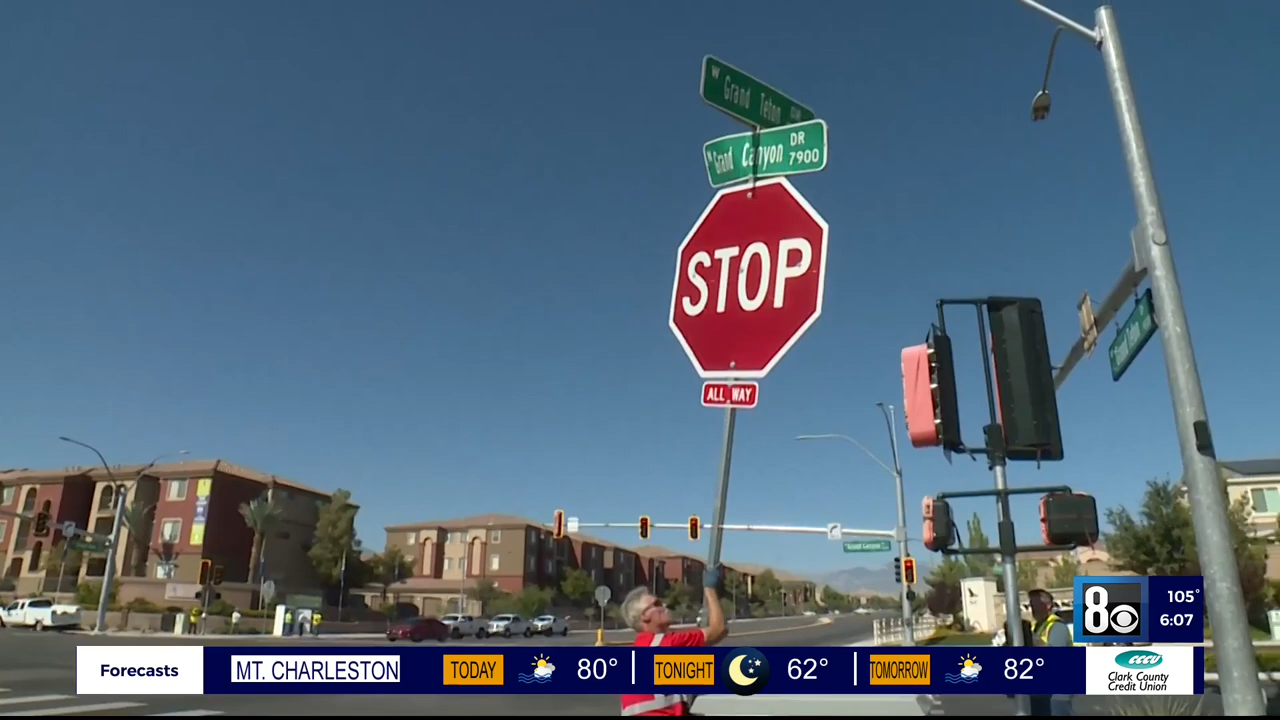 W Grand Teton
Grand Canyon DR
7900
STOP
ALL WAY
8
105°
6:07
Forecasts
MT. CHARLESTON
TODAY
80°
TONIGHT
62°
TOMORROW
82°
CCCU
Clark County
Credit Union